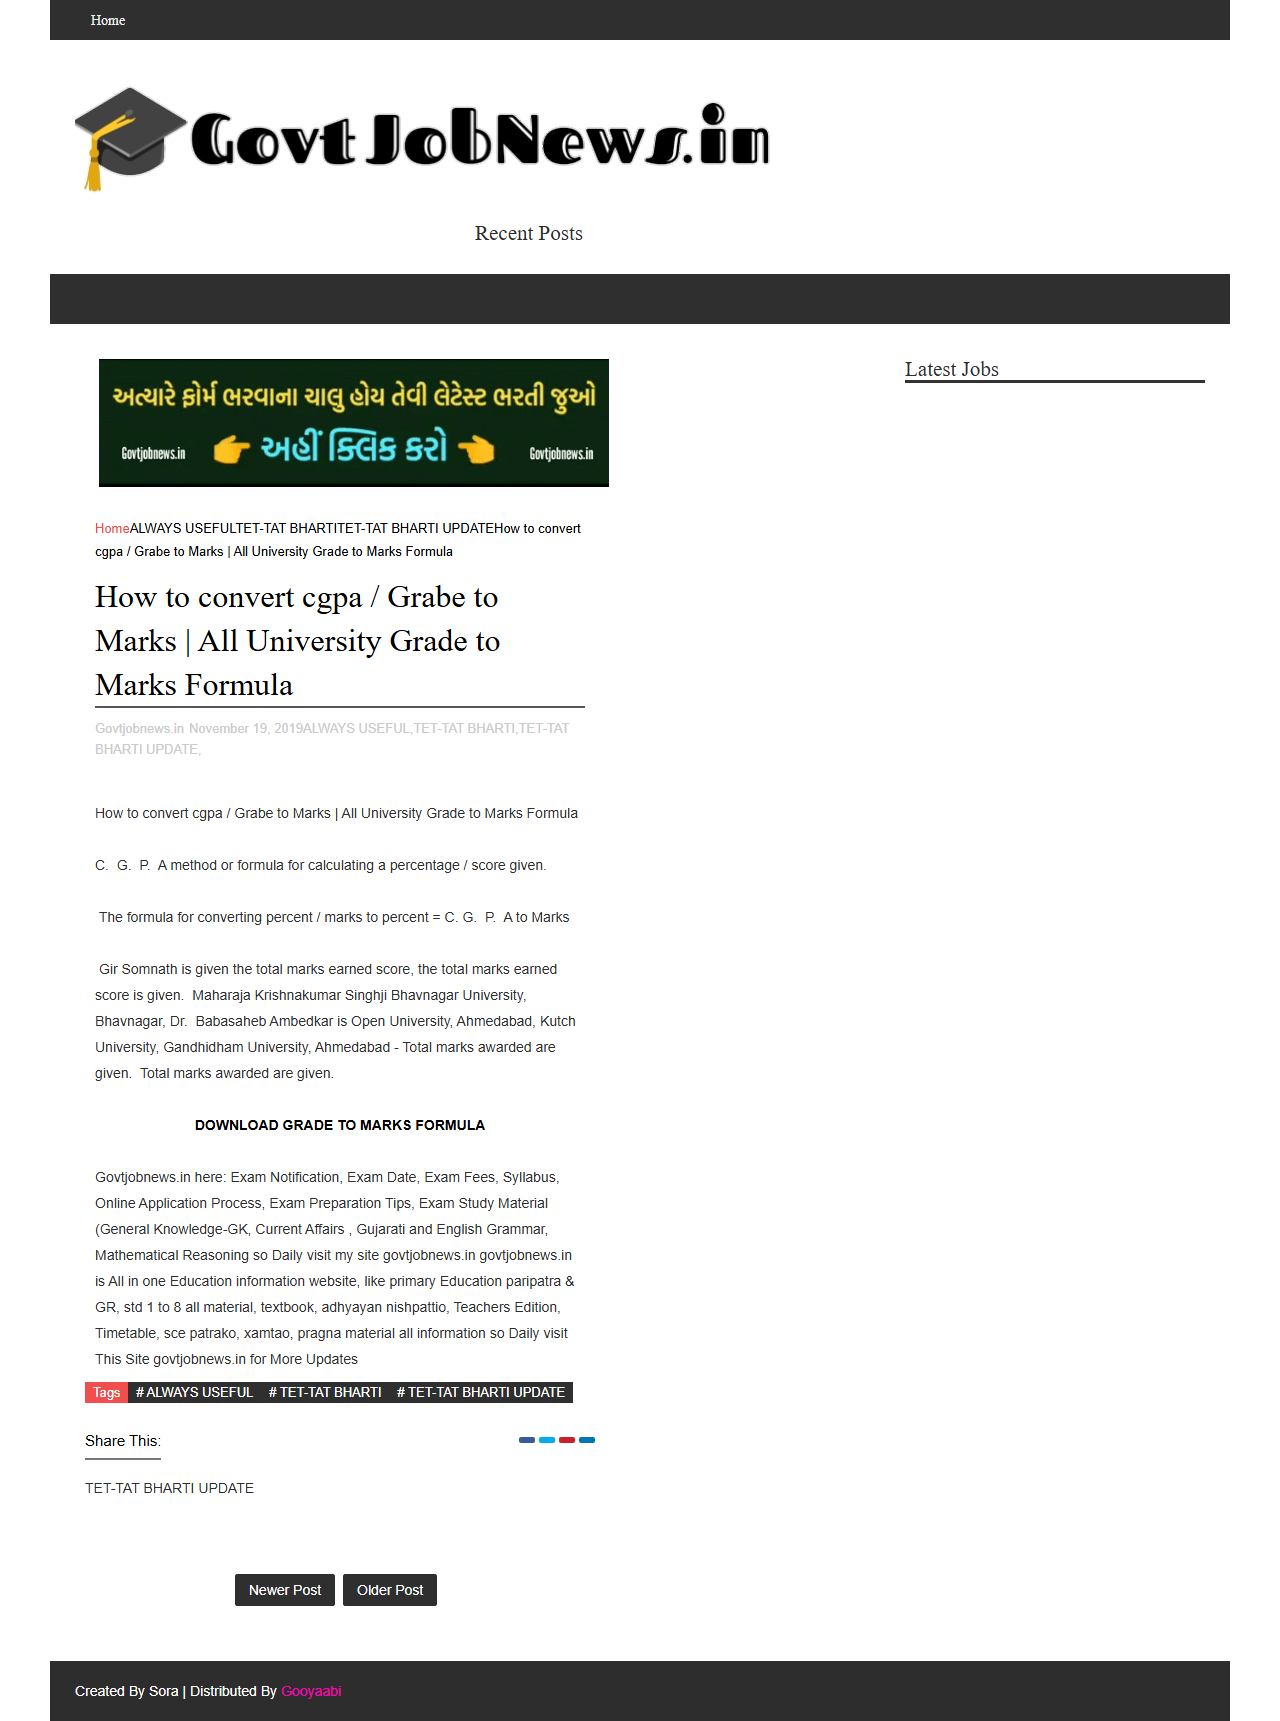 Home
GovtJobNews.in
Recent Posts
અત્યારે ફોર્મ ભરવાના ચાલુ હોય તેવી લેટેસ્ટ ભરતી જુઓ
Govtjobnews.in અહીં ક્લિક કરો Govtjobnews.in
Latest Jobs
HomeALWAYS USEFULTET-TAT BHARTITET-TAT BHARTI UPDATEHow to convert
cgpa / Grabe to Marks | All University Grade to Marks Formula
How to convert cgpa / Grabe to
Marks | All University Grade to
Marks Formula
Govtjobnews.in November 19, 2019ALWAYS USEFUL,TET-TAT BHARTI,TET-TAT
BHARTI UPDATE,
How to convert cgpa / Grabe to Marks | All University Grade to Marks Formula
C.  G.  P.  A method or formula for calculating a percentage / score given.
The formula for converting percent / marks to percent = C. G.  P.  A to Marks
Gir Somnath is given the total marks earned score, the total marks earned
score is given.  Maharaja Krishnakumar Singhji Bhavnagar University,
Bhavnagar, Dr.  Babasaheb Ambedkar is Open University, Ahmedabad, Kutch
University, Gandhidham University, Ahmedabad - Total marks awarded are
given.  Total marks awarded are given.
DOWNLOAD GRADE TO MARKS FORMULA
Govtjobnews.in here: Exam Notification, Exam Date, Exam Fees, Syllabus,
Online Application Process, Exam Preparation Tips, Exam Study Material
(General Knowledge-GK, Current Affairs , Gujarati and English Grammar,
Mathematical Reasoning so Daily visit my site govtjobnews.in govtjobnews.in
is All in one Education information website, like primary Education paripatra &
GR, std 1 to 8 all material, textbook, adhyayan nishpattio, Teachers Edition,
Timetable, sce patrako, xamtao, pragna material all information so Daily visit
This Site govtjobnews.in for More Updates
Tags # ALWAYS USEFUL # TET-TAT BHARTI # TET-TAT BHARTI UPDATE
Share This:
TET-TAT BHARTI UPDATE
Newer Post Older Post
Created By Sora | Distributed By Gooyaabi